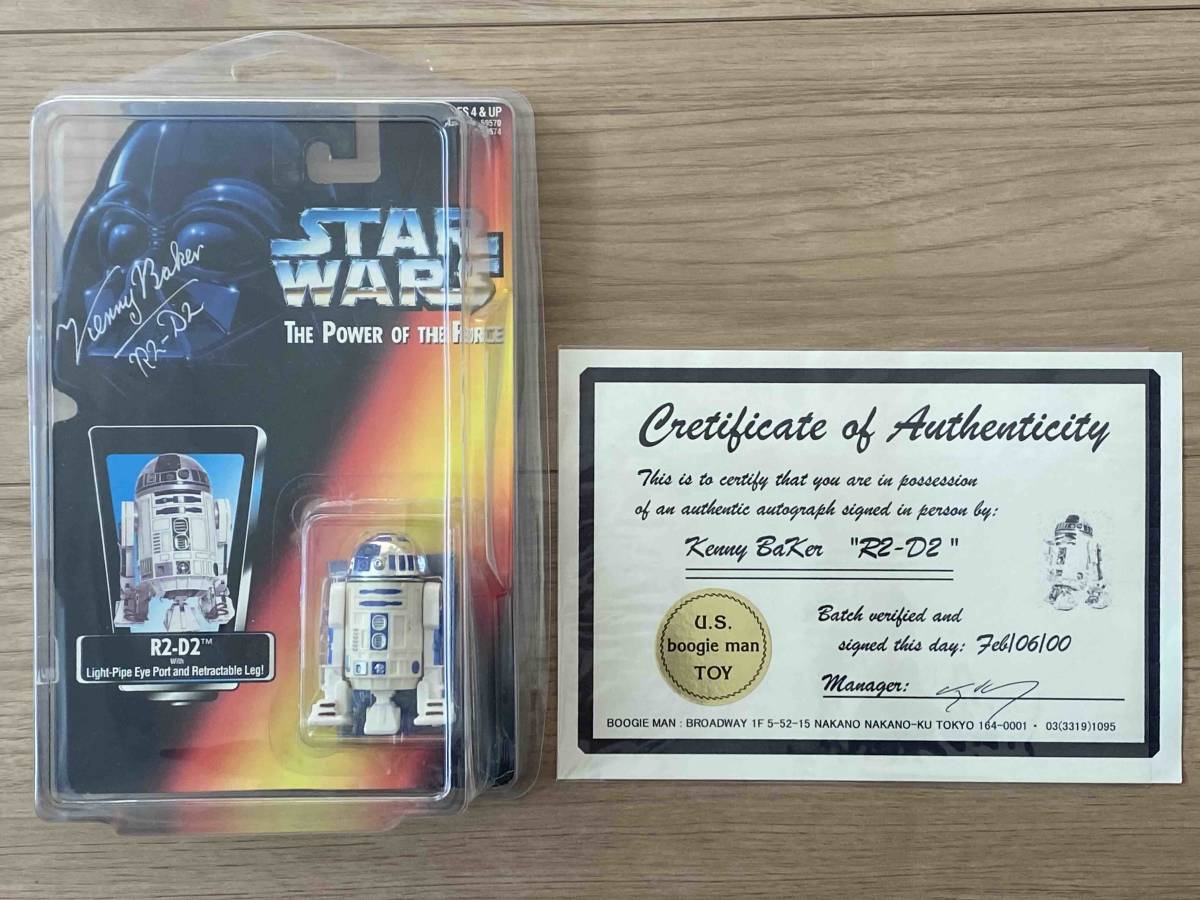 ES 4 & UP
69570
STAR
WARS
THE POWER OF THE FORCE
Kenny Baker
R2-D2
R2-D2™
With
Light-Pipe Eye Port and Retractable Leg!
Cretificate of Authenticity
This is to certify that you are in possession
of an authentic autograph signed in person by:
Kenny BaKer "R2-D2"
U.S.
boogie man
TOY
Batch verified and
signed this day: Feb/06/00
Manager:
BOOGIE MAN : BROADWAY 1F 5-52-15 NAKANO NAKANO-KU TOKYO 164-0001 · 03(3319)1095